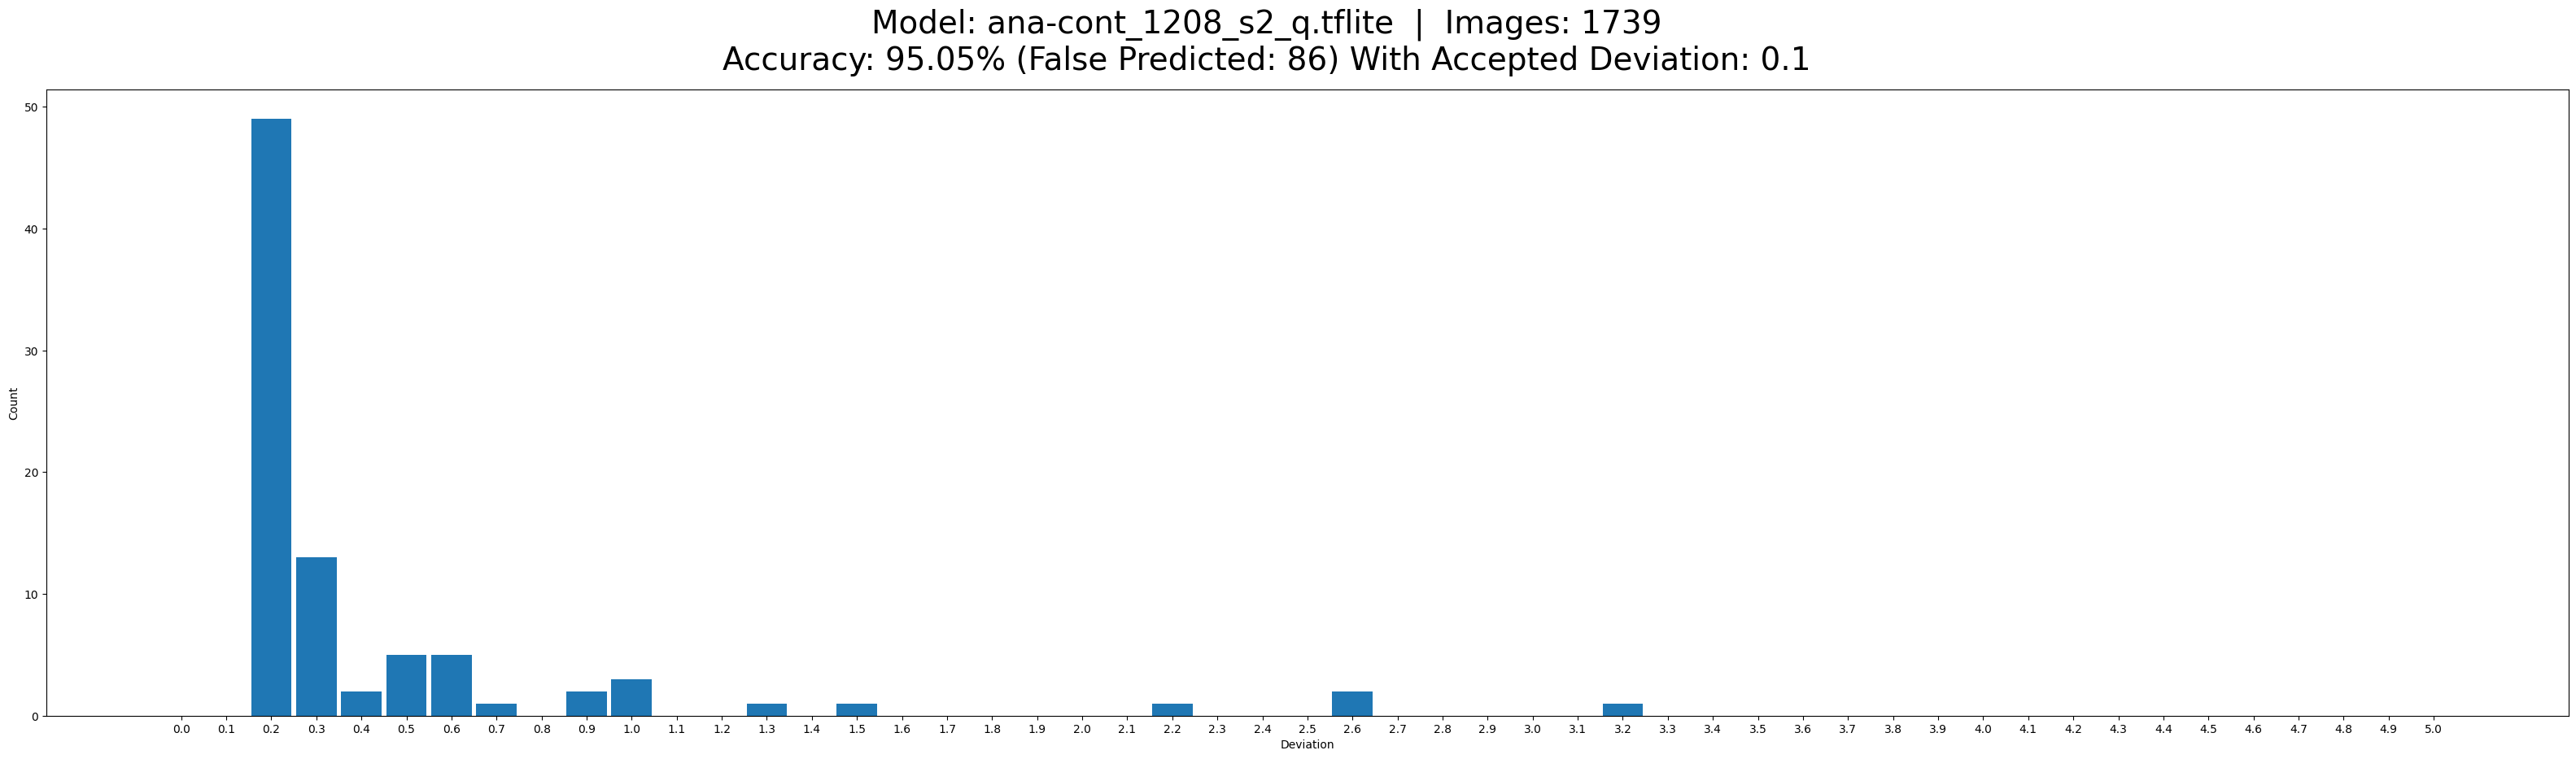 Model: ana-cont_1208_s2_q.tflite | Images: 1739
Accuracy: 95.05% (False Predicted: 86) With Accepted Deviation: 0.1
50
40
30
20
10
0
Count
0.0 0.1 0.2 0.3 0.4 0.5 0.6 0.7 0.8 0.9 1.0 1.1 1.2 1.3 1.4 1.5 1.6 1.7 1.8 1.9 2.0 2.1 2.2 2.3 2.4 2.5 2.6 2.7 2.8 2.9 3.0 3.1 3.2 3.3 3.4 3.5 3.6 3.7 3.8 3.9 4.0 4.1 4.2 4.3 4.4 4.5 4.6 4.7 4.8 4.9 5.0
Deviation